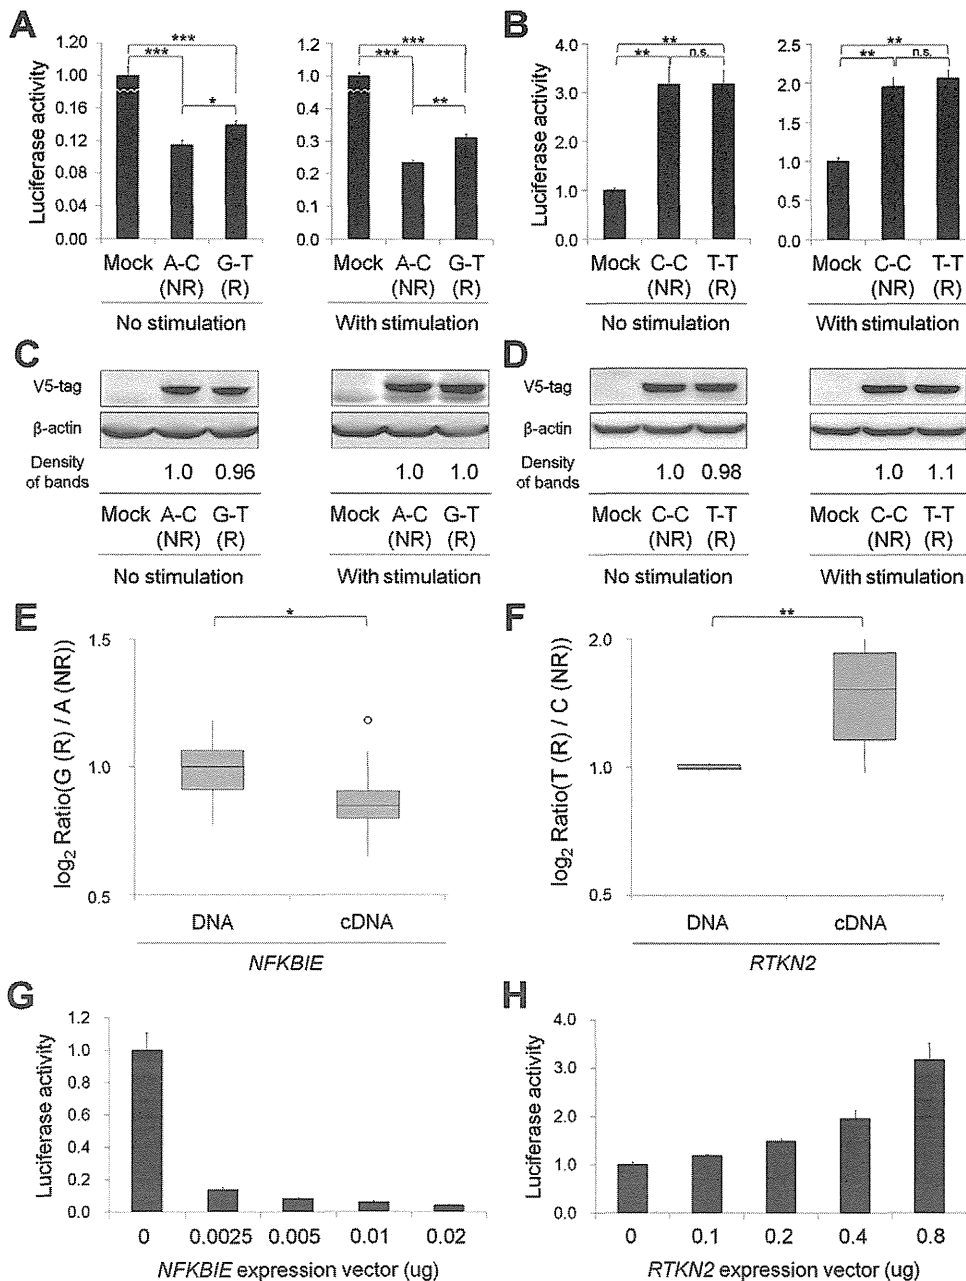 A
Luciferase activity
1.20
1.00
0.16
0.12
0.08
0.04
0.00
***
***
*
Mock A-C G-T
(NR) (R)
No stimulation
1.2
1.0
0.3
0.2
0.1
0.0
***
***
**
Mock A-C G-T
(NR) (R)
With stimulation
B
Luciferase activity
4.0
3.0
2.0
1.0
0.0
**
** n.s.
Mock C-C T-T
(NR) (R)
No stimulation
2.5
2.0
1.5
1.0
0.5
0.0
**
** n.s.
Mock C-C T-T
(NR) (R)
With stimulation
C
V5-tag
β-actin
Density
of bands
1.0 0.96
Mock A-C G-T
(NR) (R)
No stimulation
1.0 1.0
Mock A-C G-T
(NR) (R)
With stimulation
D
V5-tag
β-actin
Density
of bands
1.0 0.98
Mock C-C T-T
(NR) (R)
No stimulation
1.0 1.1
Mock C-C T-T
(NR) (R)
With stimulation
E
log₂ Ratio(G (R) / A (NR))
1.5
1.0
0.5
*
DNA cDNA
NFKBIE
F
log₂ Ratio(T (R) / C (NR))
2.0
1.0
0.5
**
DNA cDNA
RTKN2
G
Luciferase activity
1.2
1.0
0.8
0.6
0.4
0.2
0.0
0 0.0025 0.005 0.01 0.02
NFKBIE expression vector (ug)
H
Luciferase activity
4.0
3.0
2.0
1.0
0.0
0 0.1 0.2 0.4 0.8
RTKN2 expression vector (ug)